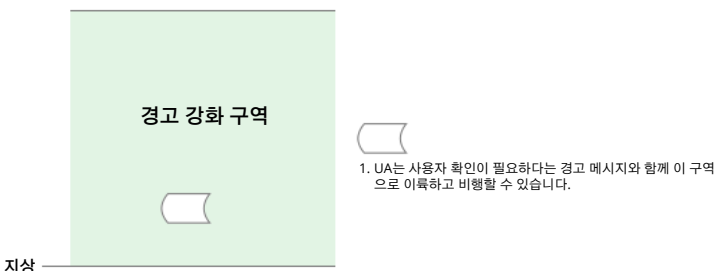 경고 강화 구역
1. UA는 사용자 확인이 필요하다는 경고 메시지와 함께 이 구역
으로 이륙하고 비행할 수 있습니다.
지상